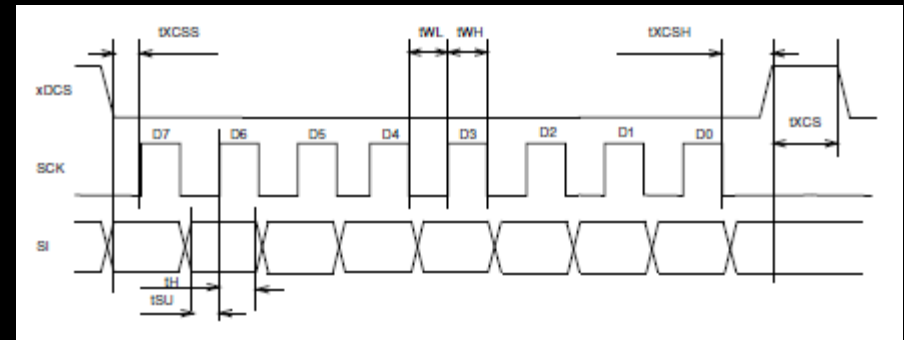 tXCSS tWL tWH tXCSH
xDCS
tXCS
D7 D6 D5 D4 D3 D2 D1 D0
SCK
SI
tH
tSU